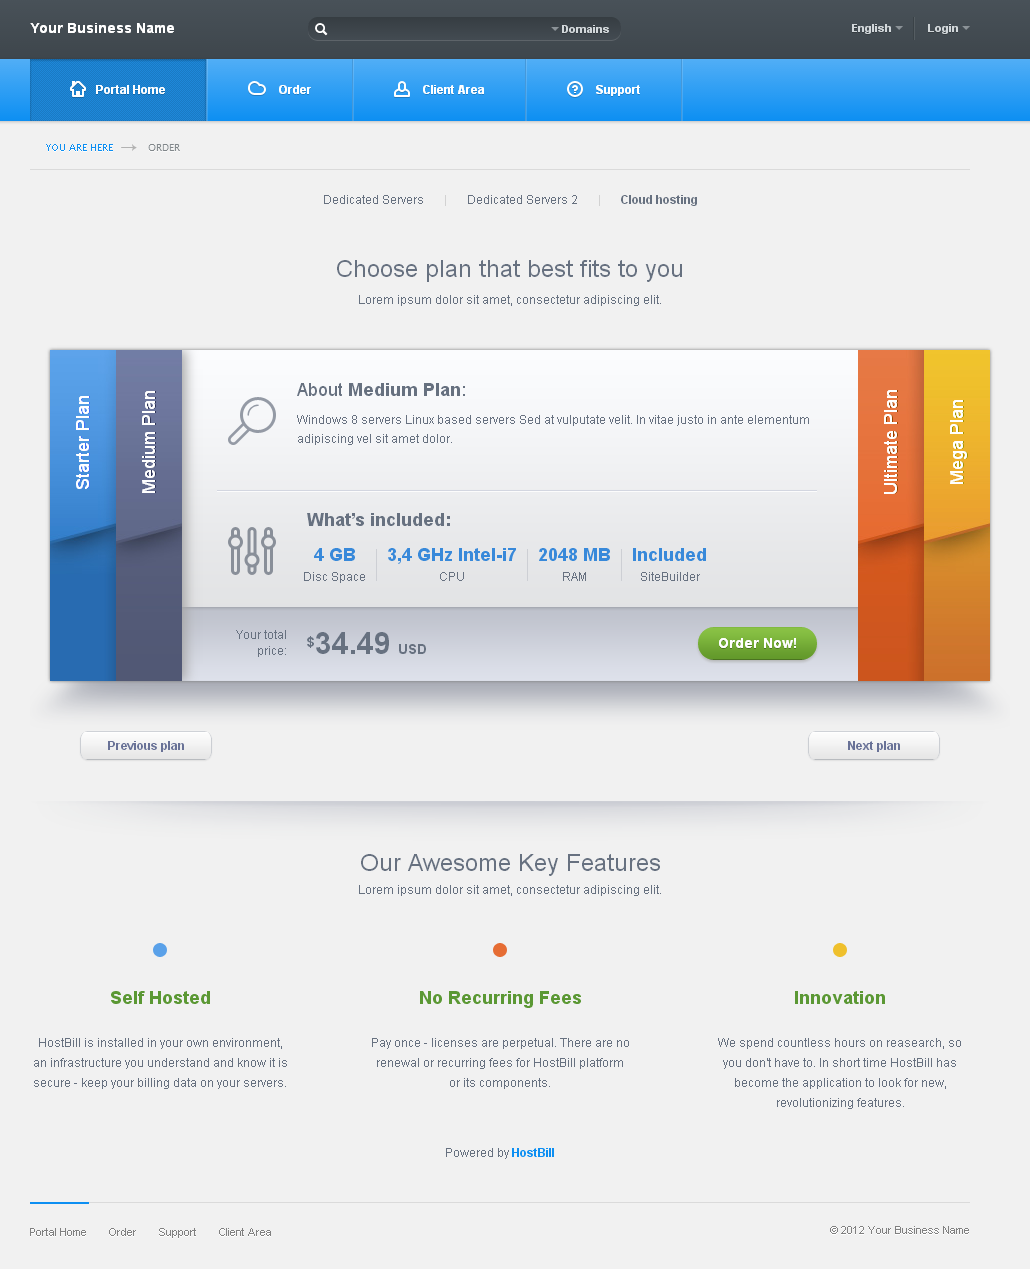 Your Business Name
Domains
English
Login
Portal Home
Order
Client Area
Support
YOU ARE HERE
ORDER
Dedicated Servers
Dedicated Servers 2
Cloud hosting
Choose plan that best fits to you
Lorem ipsum dolor sit amet, consectetur adipiscing elit.
Starter Plan
Medium Plan
About Medium Plan:
Windows 8 servers Linux based servers Sed at vulputate velit. In vitae justo in ante elementum
adipiscing vel sit amet dolor.
What's included:
4 GB
Disc Space
3,4 GHz Intel-i7
CPU
2048 MB
RAM
Included
SiteBuilder
Your total
price:
$34.49 USD
Order Now!
Ultimate Plan
Mega Plan
Previous plan
Next plan
Our Awesome Key Features
Lorem ipsum dolor sit amet, consectetur adipiscing elit.
Self Hosted
HostBill is installed in your own environment,
an infrastructure you understand and know it is
secure - keep your billing data on your servers.
No Recurring Fees
Pay once - licenses are perpetual. There are no
renewal or recurring fees for HostBill platform
or its components.
Innovation
We spend countless hours on reasearch, so
you don't have to. In short time HostBill has
become the application to look for new,
revolutionizing features.
Powered by HostBill
Portal Home
Order
Support
Client Area
© 2012 Your Business Name